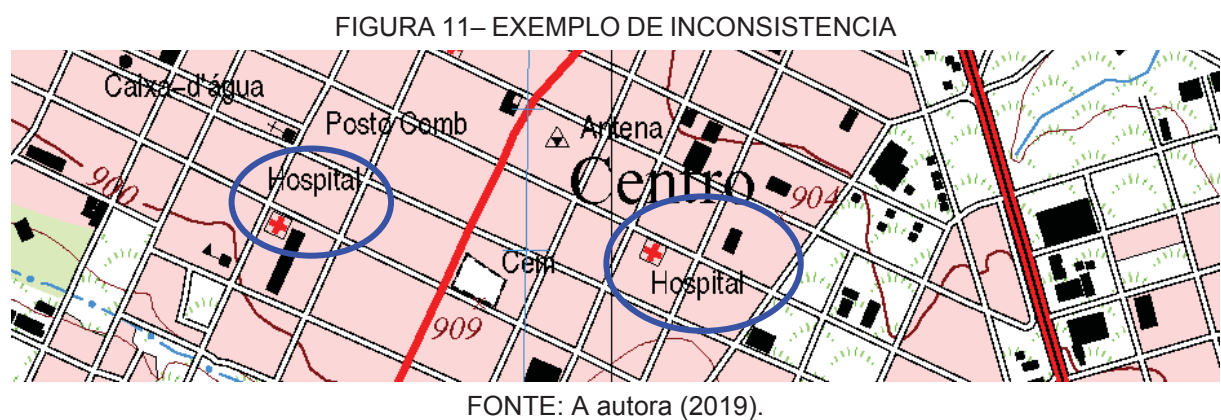 FIGURA 11– EXEMPLO DE INCONSISTENCIA
Caixa-d'água
Posto Comb
Antena
Centro
Hospital
900
904
Cem
Hospital
909
FONTE: A autora (2019).